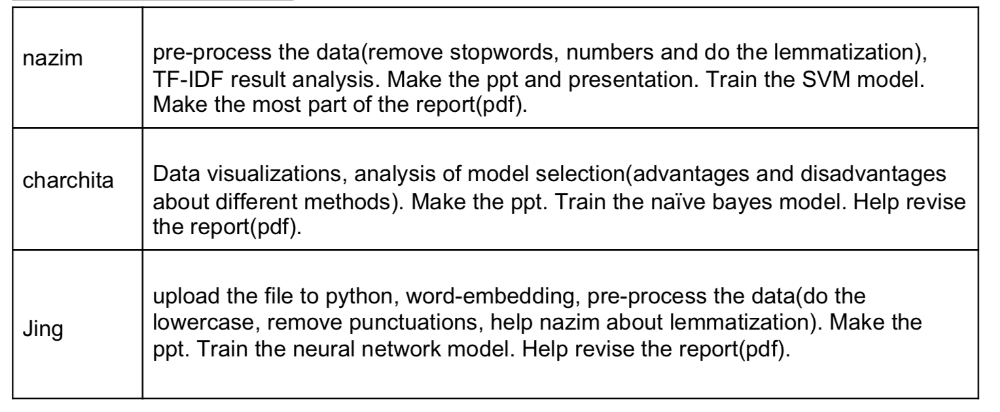 nazim
pre-process the data(remove stopwords, numbers and do the lemmatization),
TF-IDF result analysis. Make the ppt and presentation. Train the SVM model.
Make the most part of the report(pdf).
charchita
Data visualizations, analysis of model selection(advantages and disadvantages
about different methods). Make the ppt. Train the naïve bayes model. Help revise
the report(pdf).
Jing
upload the file to python, word-embedding, pre-process the data(do the
lowercase, remove punctuations, help nazim about lemmatization). Make the
ppt. Train the neural network model. Help revise the report(pdf).